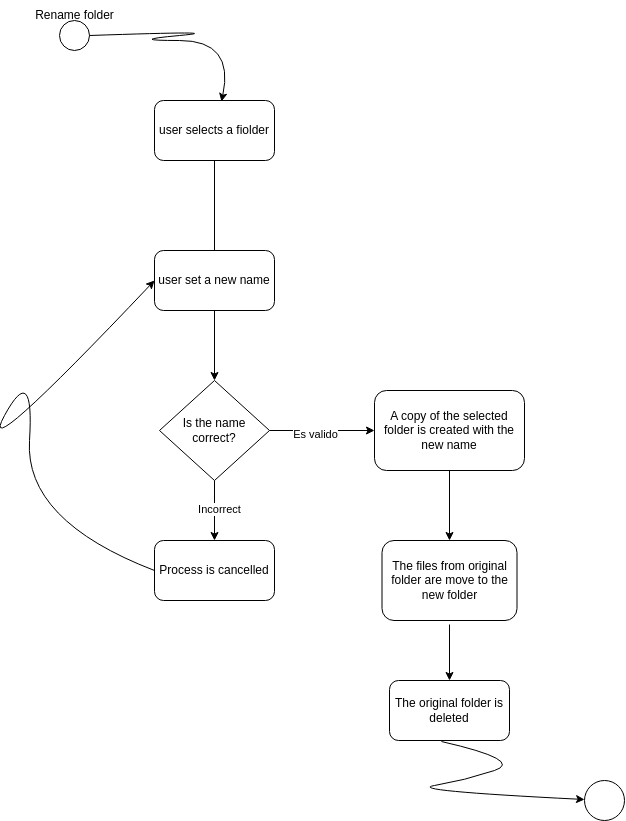 Rename folder
user selects a fiolder
user set a new name
Is the name
correct?
Es valido
A copy of the selected
folder is created with the
new name
Incorrect
Process is cancelled
The files from original
folder are move to the
new folder
The original folder is
deleted